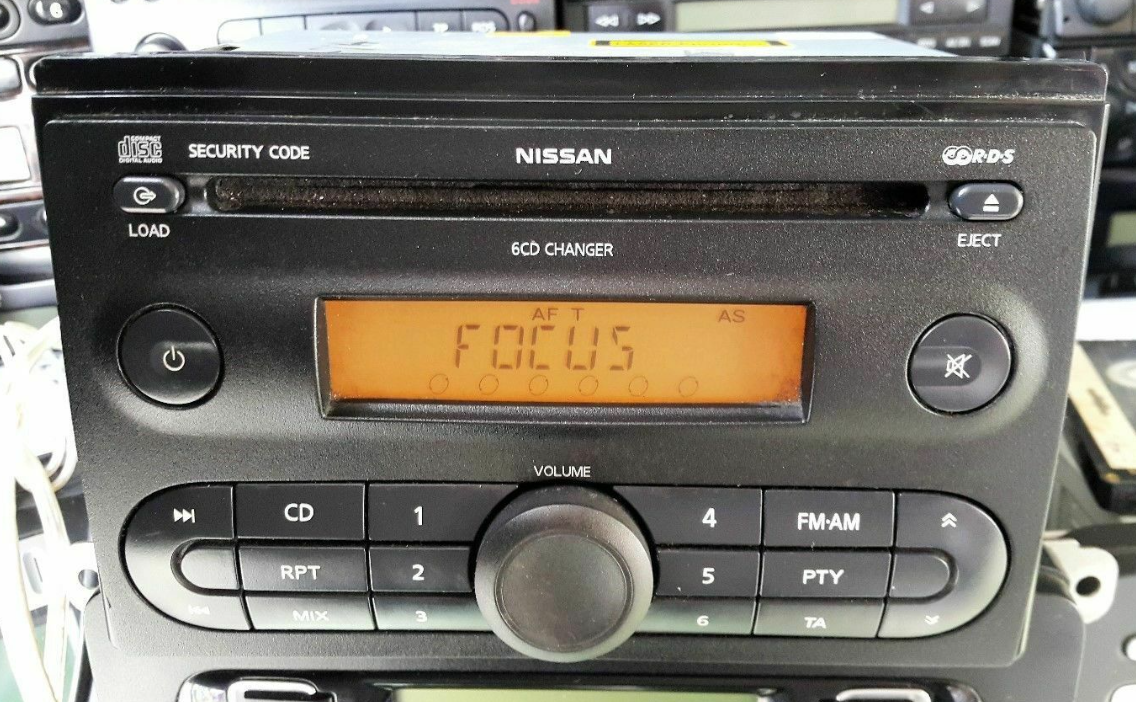 COMPACT
disc
DIGITAL AUDIO
SECURITY CODE
NISSAN
R·D·S
LOAD
EJECT
6CD CHANGER
AF T AS
FOCUS
VOLUME
CD 1 4 FM·AM
RPT 2 5 PTY
MIX 3 6 TA